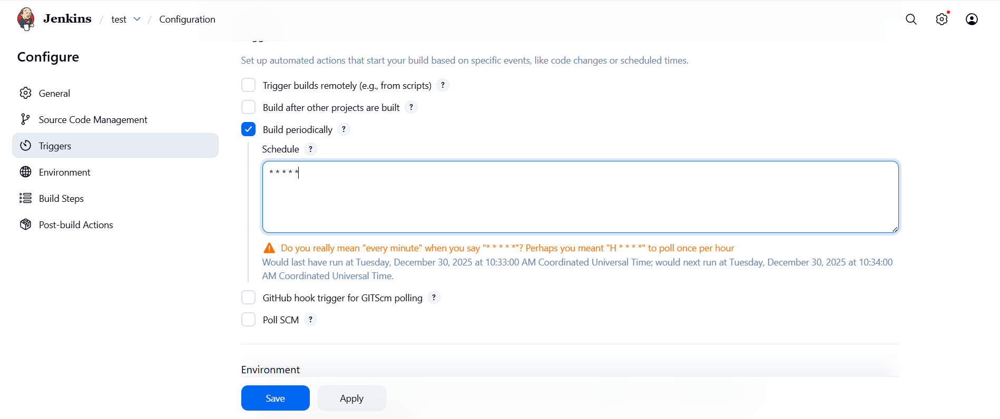 Jenkins / test / Configuration
Configure
General
Source Code Management
Triggers
Environment
Build Steps
Post-build Actions
Set up automated actions that start your build based on specific events, like code changes or scheduled times.
Trigger builds remotely (e.g., from scripts) ?
Build after other projects are built ?
Build periodically ?
Schedule ?
* * * * *
Do you really mean "every minute" when you say "* * * * *"? Perhaps you meant "H * * * *" to poll once per hour
Would last have run at Tuesday, December 30, 2025 at 10:33:00 AM Coordinated Universal Time; would next run at Tuesday, December 30, 2025 at 10:34:00
AM Coordinated Universal Time.
GitHub hook trigger for GITScm polling ?
Poll SCM ?
Environment
Save Apply